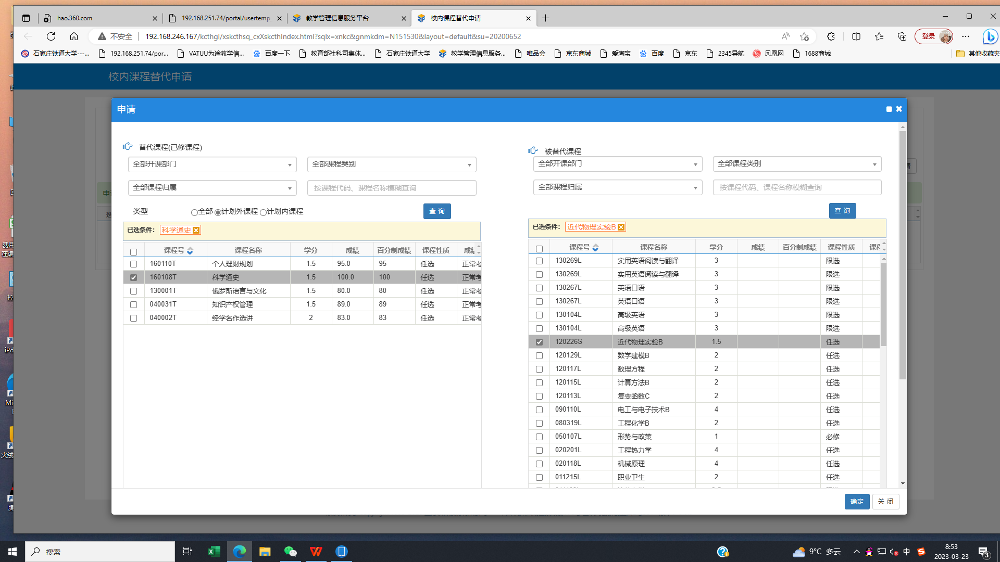 hao.360.com
192.168.251.74/portal/usertemp_
教学管理信息服务平台
校内课程替代申请
不安全
192.168.246.167/kcthgl/xskcthsq_cxXskcthIndex.html?sqlx=xnkc&gnmkdm=N151530&layout=default&su=20200652
登录
石家庄铁道大学---...
192.168.251.74/por...
VATUU为途教学信...
百度一下
教育部社科司集体...
石家庄铁道大学
教学管理信息服务...
唯品会
京东商城
爱淘宝
百度
京东
2345导航
凤凰网
1688商城
其他收藏夹
校内课程替代申请
申请
替代课程(已修课程)
全部开课部门
全部课程类别
全部课程归属
按课程代码、课程名称模糊查询
类型
全部 计划外课程 计划内课程
查 询
已选条件: 科学通史
课程号 课程名称 学分 成绩 百分制成绩 课程性质 成绩
160110T 个人理财规划 1.5 95.0 95 任选 正常考
160108T 科学通史 1.5 100.0 100 任选 正常考
130001T 俄罗斯语言与文化 1.5 80.0 80 任选 正常考
040031T 知识产权管理 1.5 89.0 89 任选 正常考
040002T 经学名作选讲 2 83.0 83 任选 正常考
被替代课程
全部开课部门
全部课程类别
全部课程归属
按课程代码、课程名称模糊查询
查 询
已选条件: 近代物理实验B
课程号 课程名称 学分 成绩 百分制成绩 课程性质 课程
130269L 实用英语阅读与翻译 3 限选
130269L 实用英语阅读与翻译 3 限选
130267L 英语口语 3 限选
130267L 英语口语 3 限选
130104L 高级英语 3 限选
130104L 高级英语 3 限选
120226S 近代物理实验B 1.5 任选
120129L 数学建模B 2 任选
120117L 数理方程 2 任选
120115L 计算方法B 2 任选
120113L 复变函数C 2 任选
090110L 电工与电子技术B 4 任选
080319L 工程化学B 2 任选
050107L 形势与政策 1 必修
020201L 工程热力学 4 任选
020118L 机械原理 4 任选
011215L 职业卫生 2 任选
确定
关 闭
费用
在编
控
iPo
Mi
火绒
腾
搜索
9°C 多云
中
8:53
2023-03-23
3